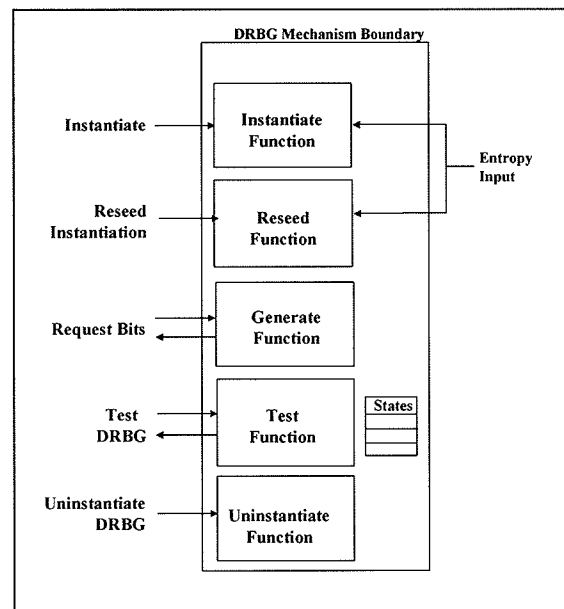 DRBG Mechanism Boundary
Instantiate
Instantiate
Function
Entropy
Input
Reseed
Instantiation
Reseed
Function
Request Bits
Generate
Function
Test
DRBG
Test
Function
States
Uninstantiate
DRBG
Uninstantiate
Function